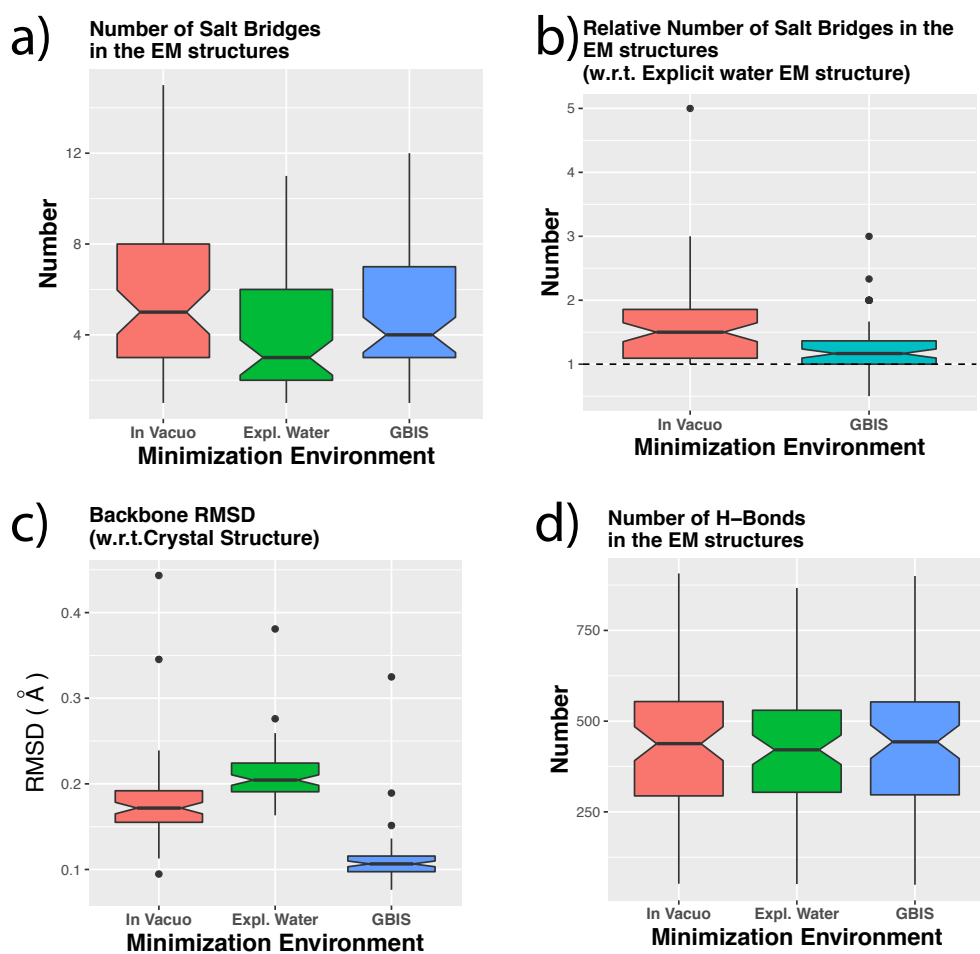 a)
Number of Salt Bridges
in the EM structures
Number
12
8
4
In Vacuo
Expl. Water
GBIS
Minimization Environment
b)
Relative Number of Salt Bridges in the
EM structures
(w.r.t. Explicit water EM structure)
Number
5
4
3
2
1
In Vacuo
GBIS
Minimization Environment
c)
Backbone RMSD
(w.r.t.Crystal Structure)
RMSD ( Å )
0.4
0.3
0.2
0.1
In Vacuo
Expl. Water
GBIS
Minimization Environment
d)
Number of H−Bonds
in the EM structures
Number
750
500
250
In Vacuo
Expl. Water
GBIS
Minimization Environment